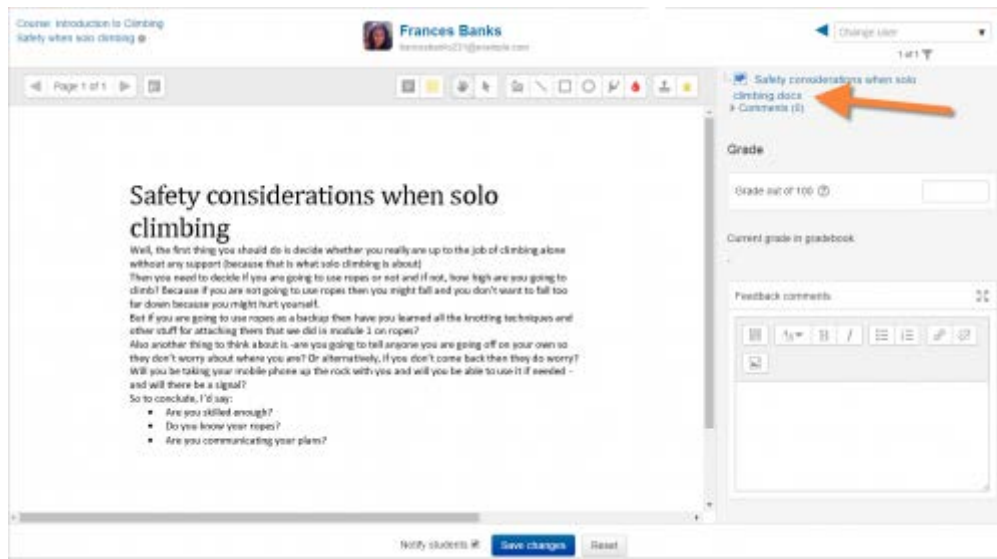 Course: Introduction to Climbing
Safety when solo climbing
Frances Banks
Change user
1 of 1
Page 1 of 1
Safety considerations when solo
climbing.docx
Comments (0)
Grade
Grade out of 100
Current grade in gradebook
-
Feedback comments
Safety considerations when solo
climbing
Well, the first thing you should do is decide whether you really are up to the job of climbing alone
without any support (because that is what solo climbing is about)
Then you need to decide if you are going to use ropes or not and if not, how high are you going to
climb? Because if you are not going to use ropes then you might fall and you don't want to fall too
far down because you might hurt yourself.
But if you are going to use ropes as a backup then have you learned all the knotting techniques and
other stuff for attaching them that we did in module 1 on ropes?
Also another thing to think about is -are you going to tell anyone you are going off on your own so
they don't worry about where you are? Or alternatively, if you don't come back then they do worry?
Will you be taking your mobile phone up the rock with you and will you be able to use it if needed -
and will there be a signal?
So to conclude, I'd say:
• Are you skilled enough?
• Do you know your ropes?
• Are you communicating your plans?
Notify students
Save changes
Reset